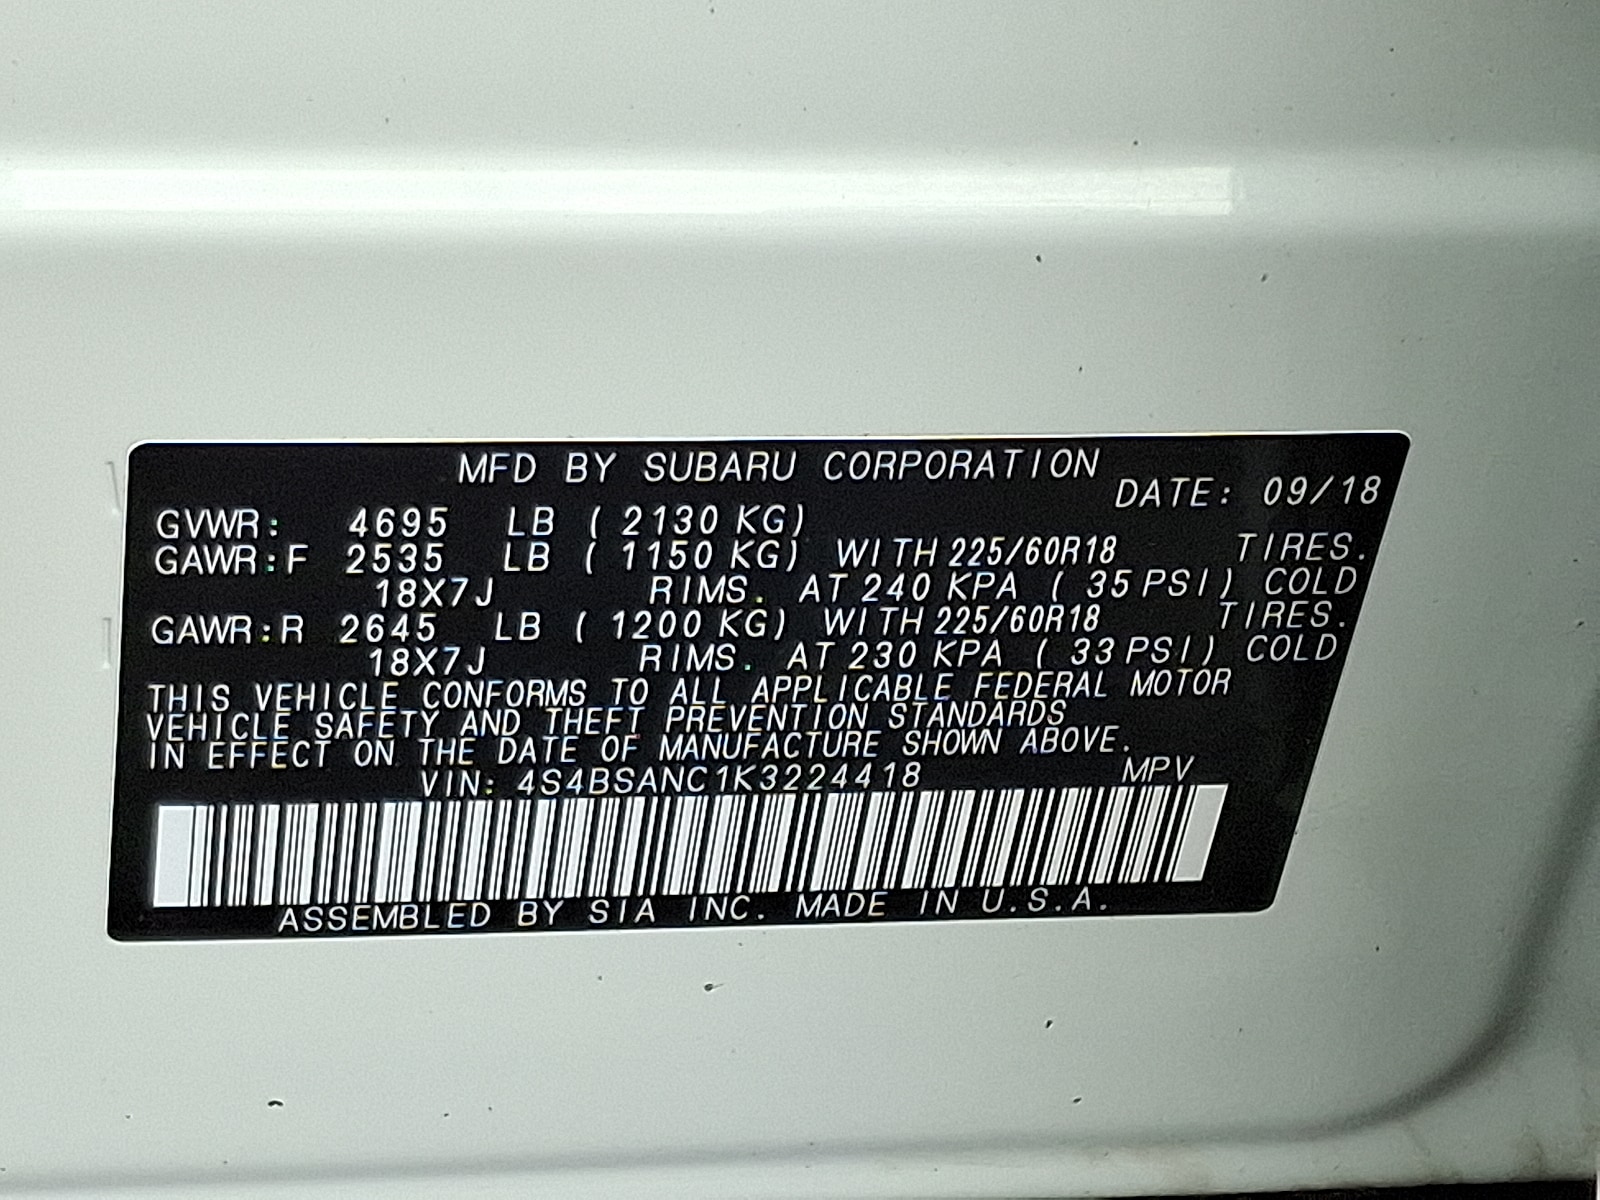 MFD BY SUBARU CORPORATION
DATE: 09/18
GVWR: 4695 LB ( 2130 KG)
GAWR:F 2535 LB ( 1150 KG) WITH 225/60R18 TIRES.
18X7J RIMS. AT 240 KPA ( 35 PSI) COLD
GAWR:R 2645 LB ( 1200 KG) WITH 225/60R18 TIRES.
18X7J RIMS. AT 230 KPA ( 33 PSI) COLD
THIS VEHICLE CONFORMS TO ALL APPLICABLE FEDERAL MOTOR
VEHICLE SAFETY AND THEFT PREVENTION STANDARDS
IN EFFECT ON THE DATE OF MANUFACTURE SHOWN ABOVE.
VIN: 4S4BSANC1K3224418 MPV
ASSEMBLED BY SIA INC. MADE IN U.S.A.